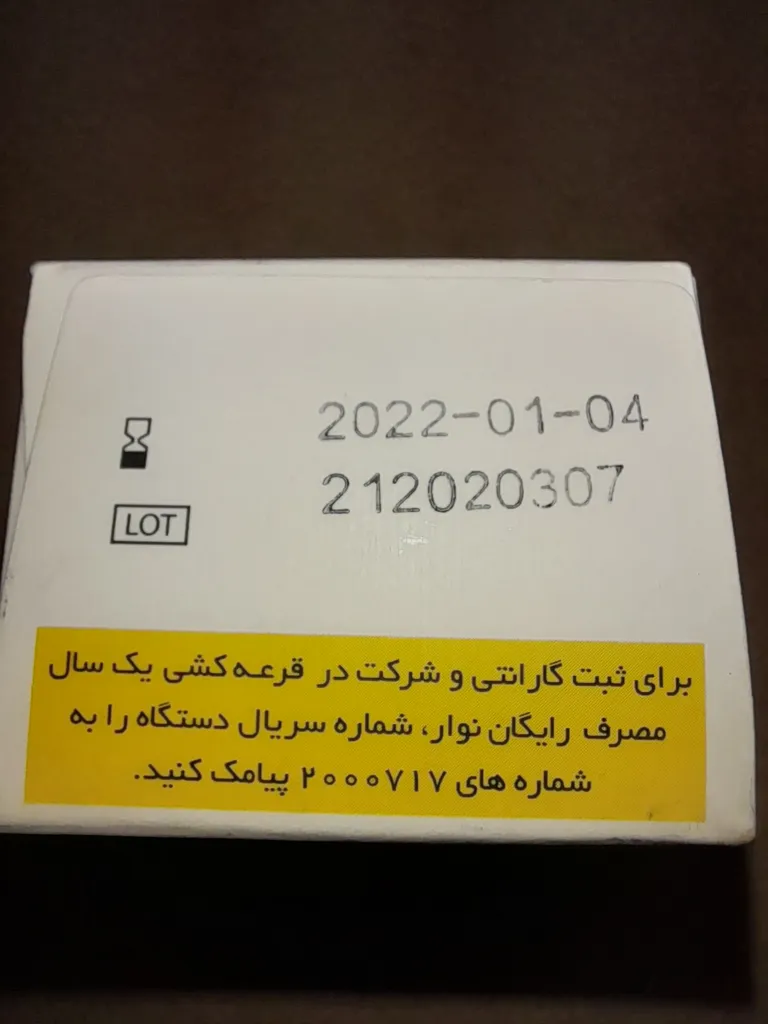 2022-01-04
LOT 212020307
برای ثبت گارانتی و شرکت در قرعه‌کشی یک سال
مصرف رایگان نوار، شماره سریال دستگاه را به
شماره های ۲۰۰۰۷۱۷ پیامک کنید.